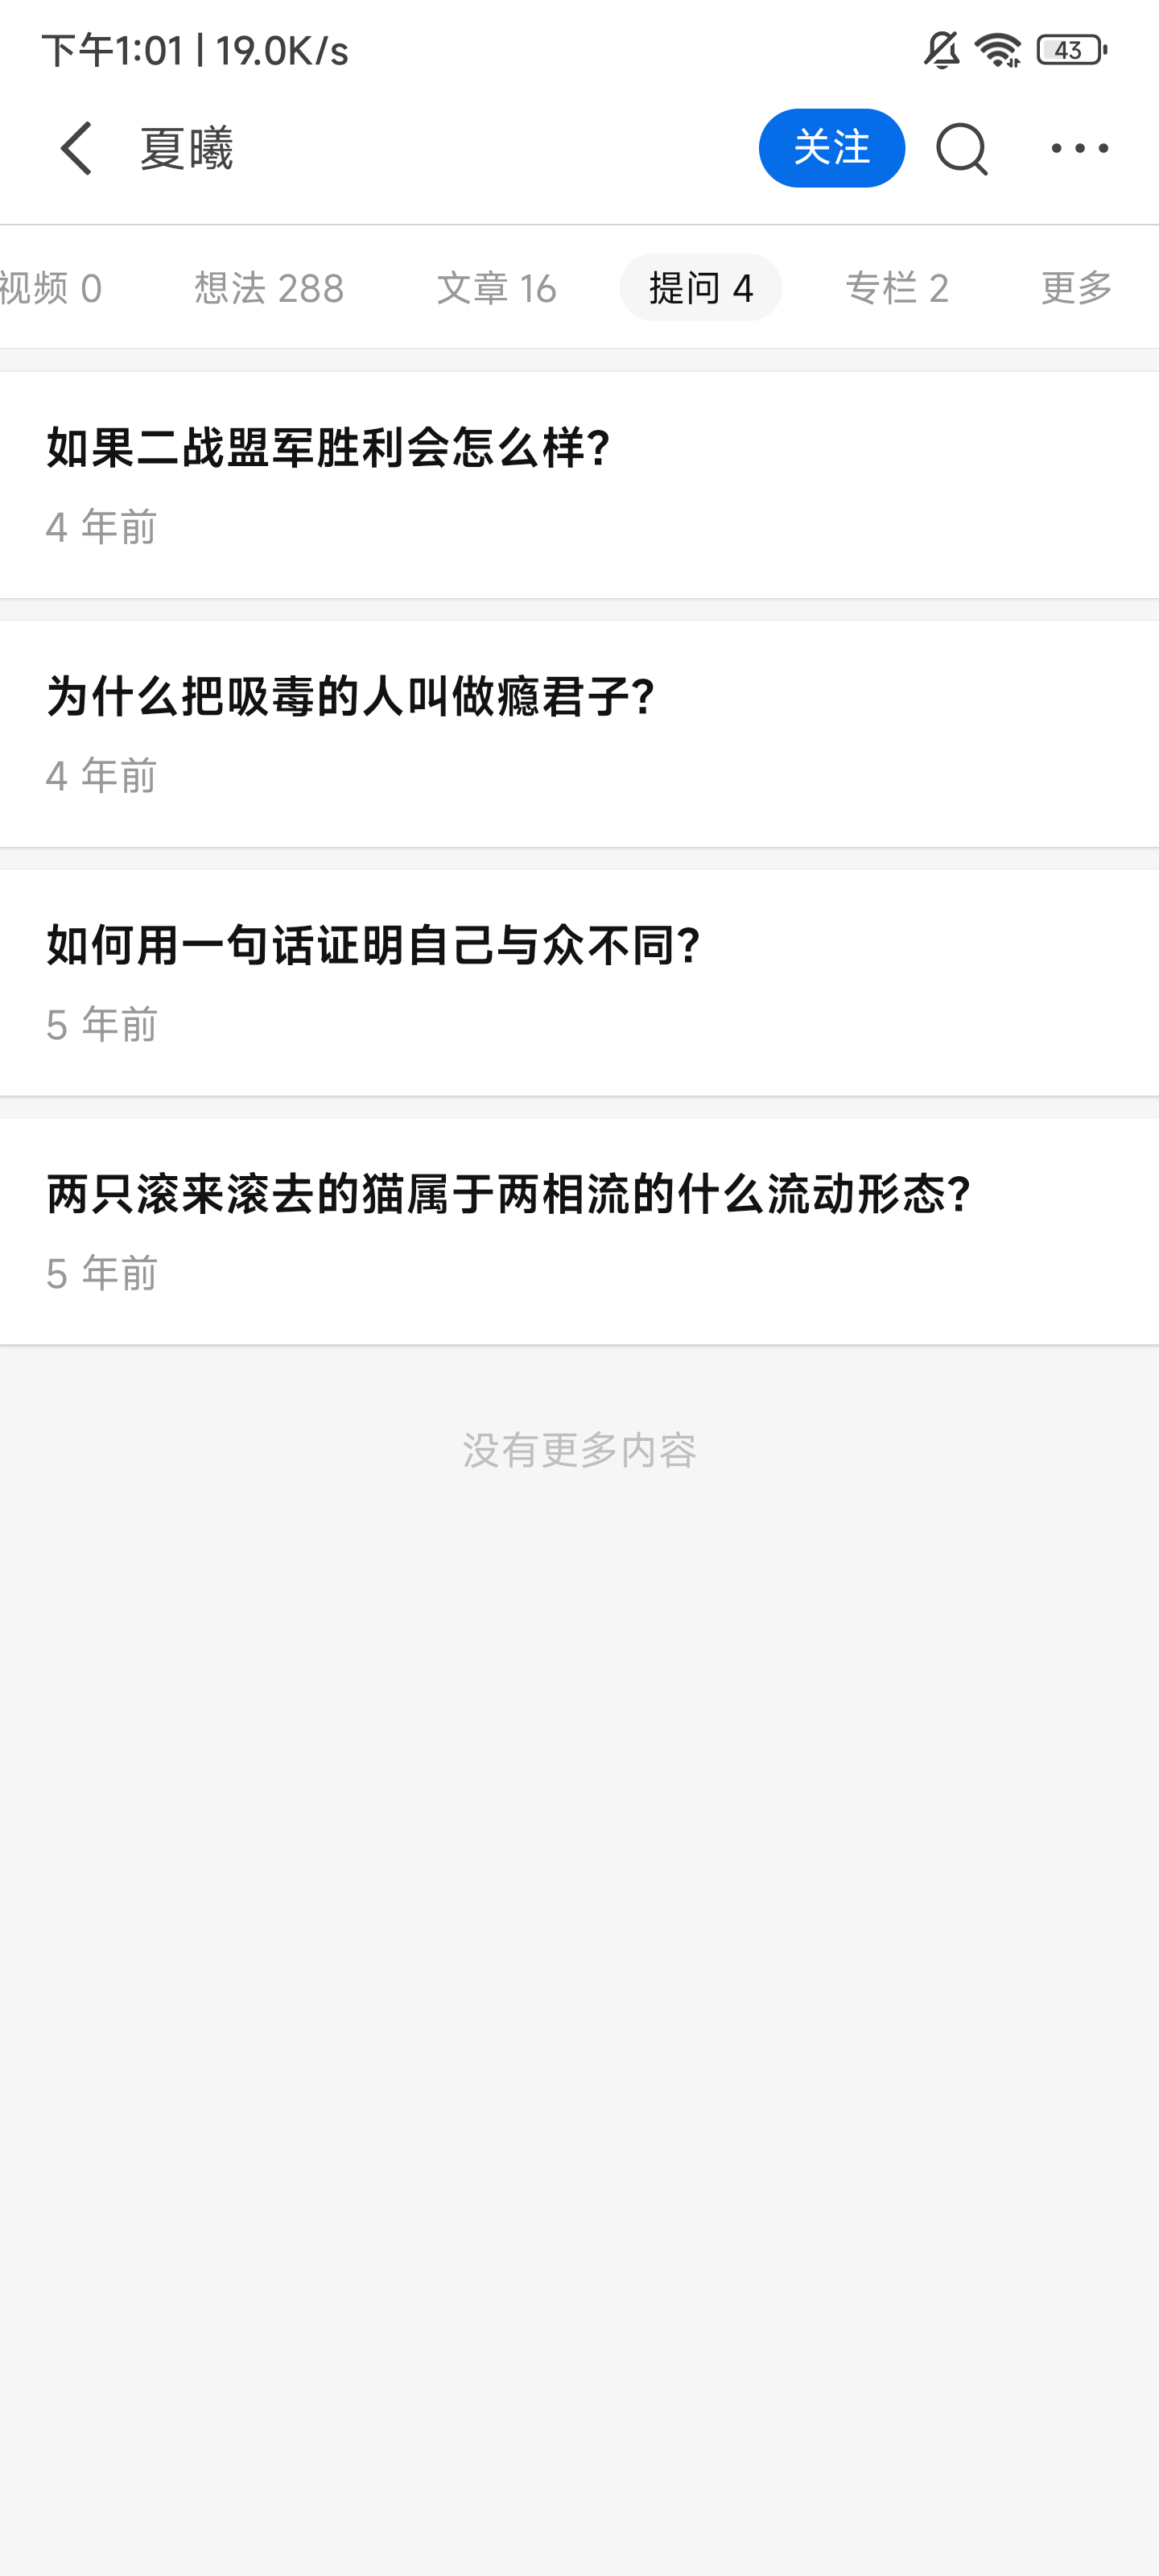 下午1:01 | 19.0K/s
43
夏曦
关注
视频 0
想法 288
文章 16
提问 4
专栏 2
更多
如果二战盟军胜利会怎么样?
4 年前
为什么把吸毒的人叫做瘾君子?
4 年前
如何用一句话证明自己与众不同?
5 年前
两只滚来滚去的猫属于两相流的什么流动形态?
5 年前
没有更多内容